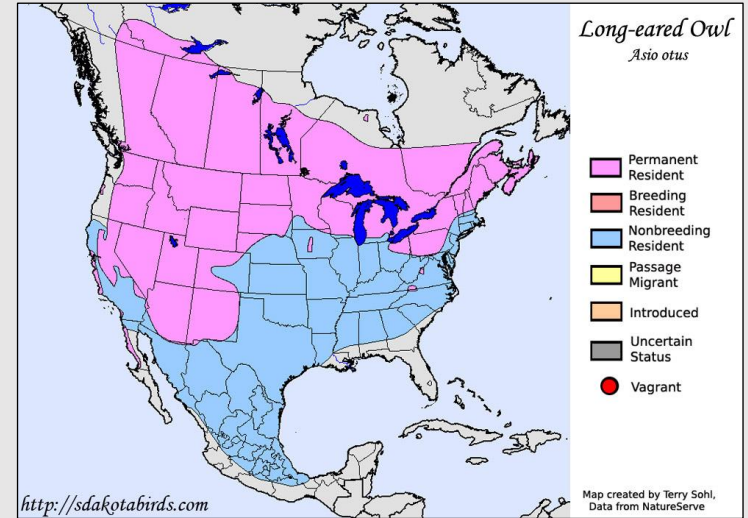 Long-eared Owl
Asio otus
Permanent
Resident
Breeding
Resident
Nonbreeding
Resident
Passage
Migrant
Introduced
Uncertain
Status
Vagrant
http://sdakotabirds.com
Map created by Terry Sohl,
Data from NatureServe